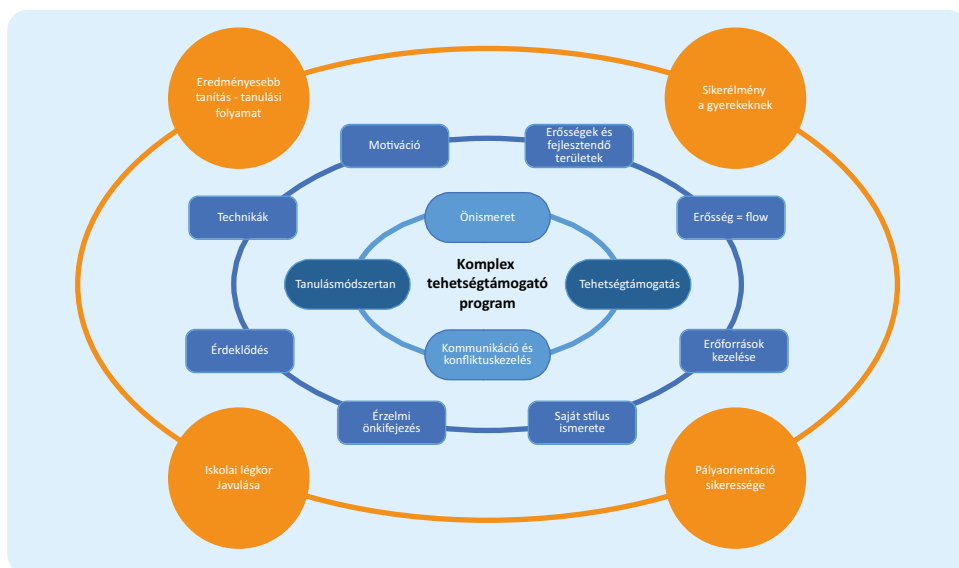 Eredményesebb
tanítás - tanulási
folyamat
Sikerélmény
a gyerekeknek
Motiváció
Erősségek és
fejlesztendő
területek
Technikák
Önismeret
Erősség = flow
Tanulásmódszertan
Komplex
tehetségtámogató
program
Tehetségtámogatás
Érdeklődés
Kommunikáció és
konfliktuskezelés
Erőforrások
kezelése
Érzelmi
önkifejezés
Saját stílus
ismerete
Iskolai légkör
Javulása
Pályaorientáció
sikeressége